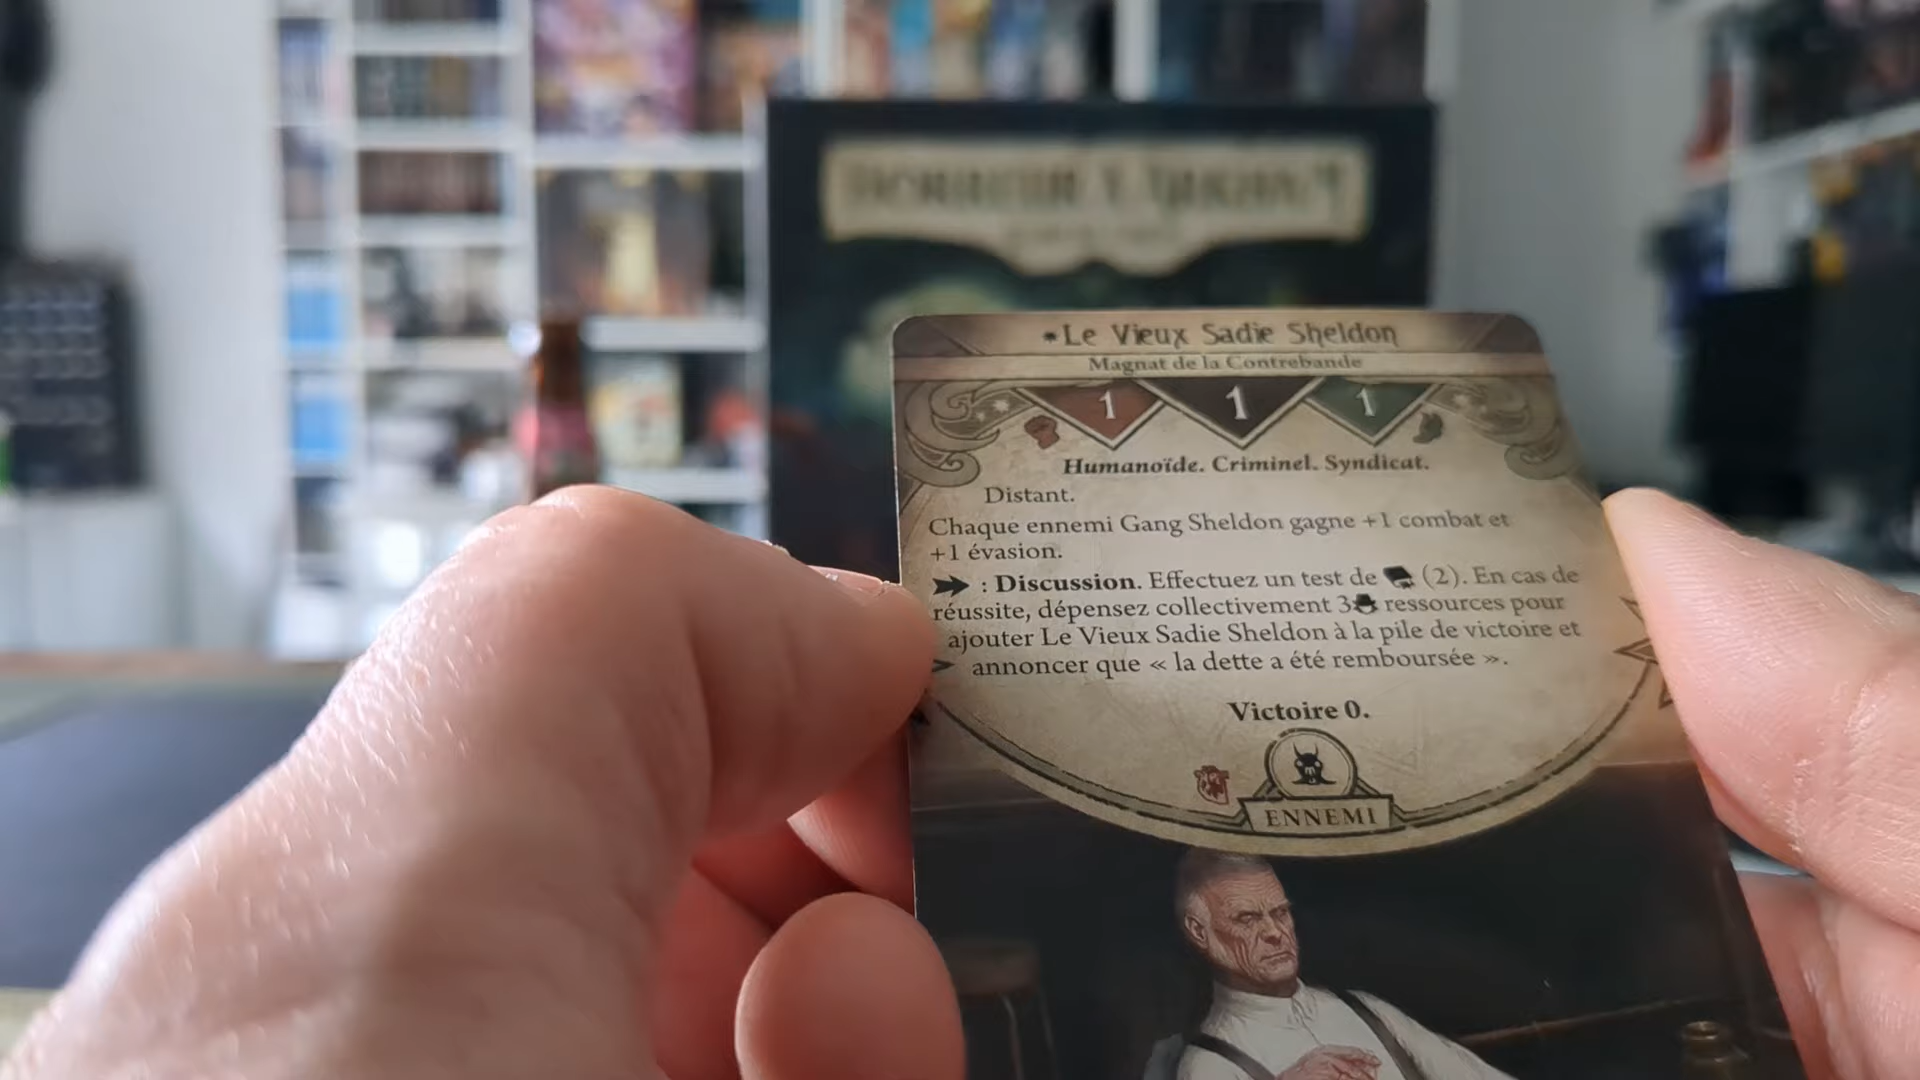 HORREUR À ARKHAM
Le Vieux Sadie Sheldon
Magnat de la Contrebande
1 1 1
Humanoïde. Criminel. Syndicat.
Distant.
Chaque ennemi Gang Sheldon gagne +1 combat et
+1 évasion.
: Discussion. Effectuez un test de (2). En cas de
réussite, dépensez collectivement 3 ressources pour
ajouter Le Vieux Sadie Sheldon à la pile de victoire et
annoncer que « la dette a été remboursée ».
Victoire 0.
ENNEMI